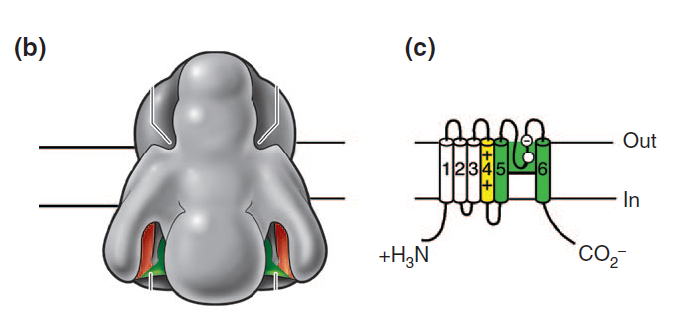 (b)
(c)
Out
1 2 3 4 5 6
+ +
−
In
+H₃N
CO₂⁻